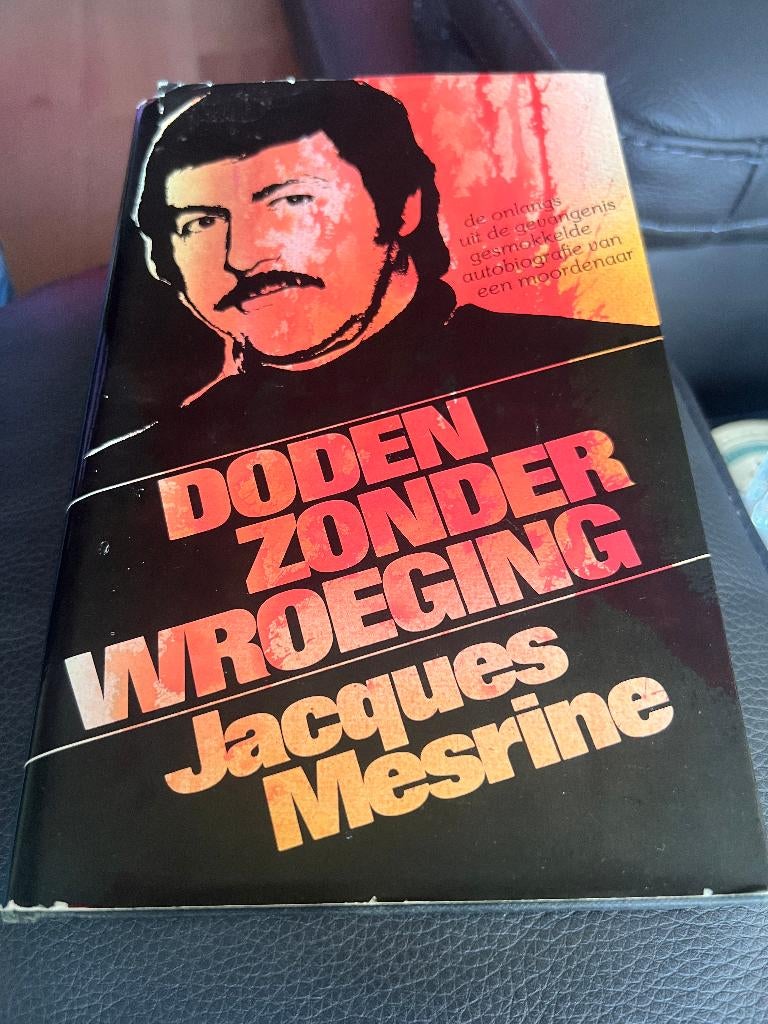 de onlangs
uit de gevangenis
gesmokkelde
autobiografie van
een moordenaar
DODEN
ZONDER
WROEGING
Jacques
Mesrine